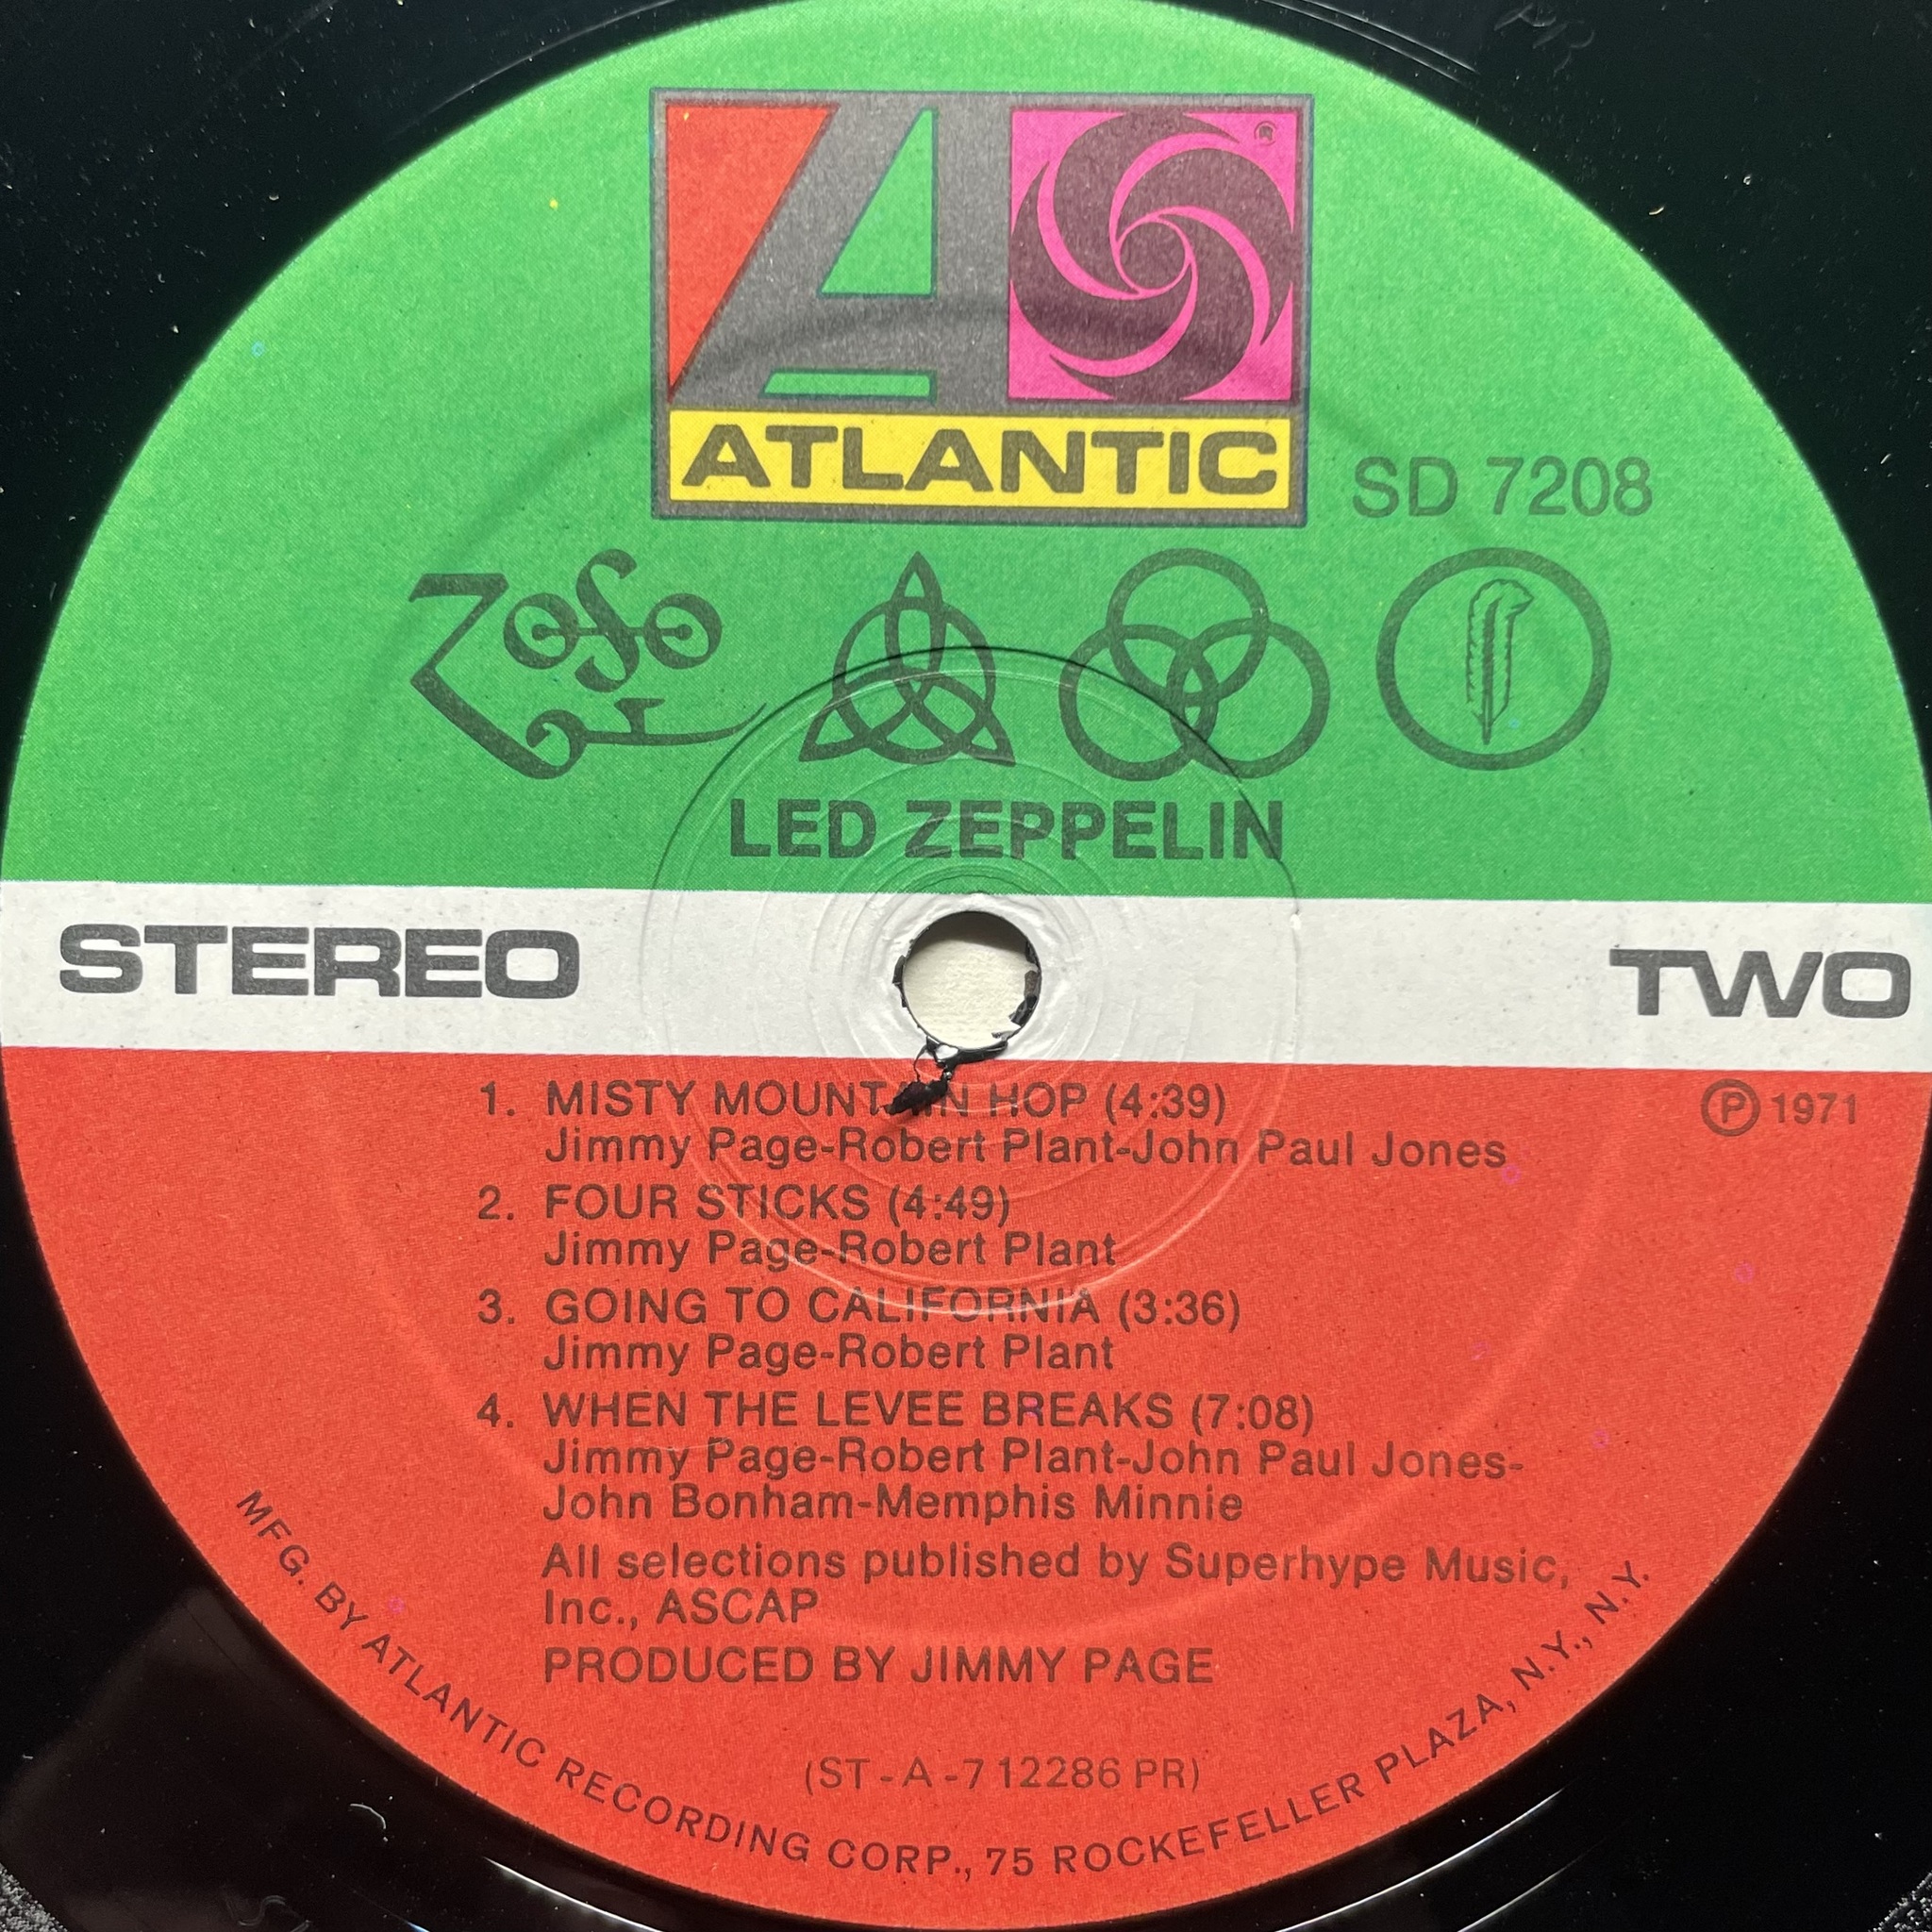 ATLANTIC
SD 7208
LED ZEPPELIN
STEREO
TWO
1. MISTY MOUNTAIN HOP (4:39)
℗ 1971
Jimmy Page-Robert Plant-John Paul Jones
2. FOUR STICKS (4:49)
Jimmy Page-Robert Plant
3. GOING TO CALIFORNIA (3:36)
Jimmy Page-Robert Plant
4. WHEN THE LEVEE BREAKS (7:08)
Jimmy Page-Robert Plant-John Paul Jones-
John Bonham-Memphis Minnie
All selections published by Superhype Music,
Inc., ASCAP
PRODUCED BY JIMMY PAGE
(ST-A-712286 PR)
MFG. BY ATLANTIC RECORDING CORP., 75 ROCKEFELLER PLAZA, N.Y., N.Y.